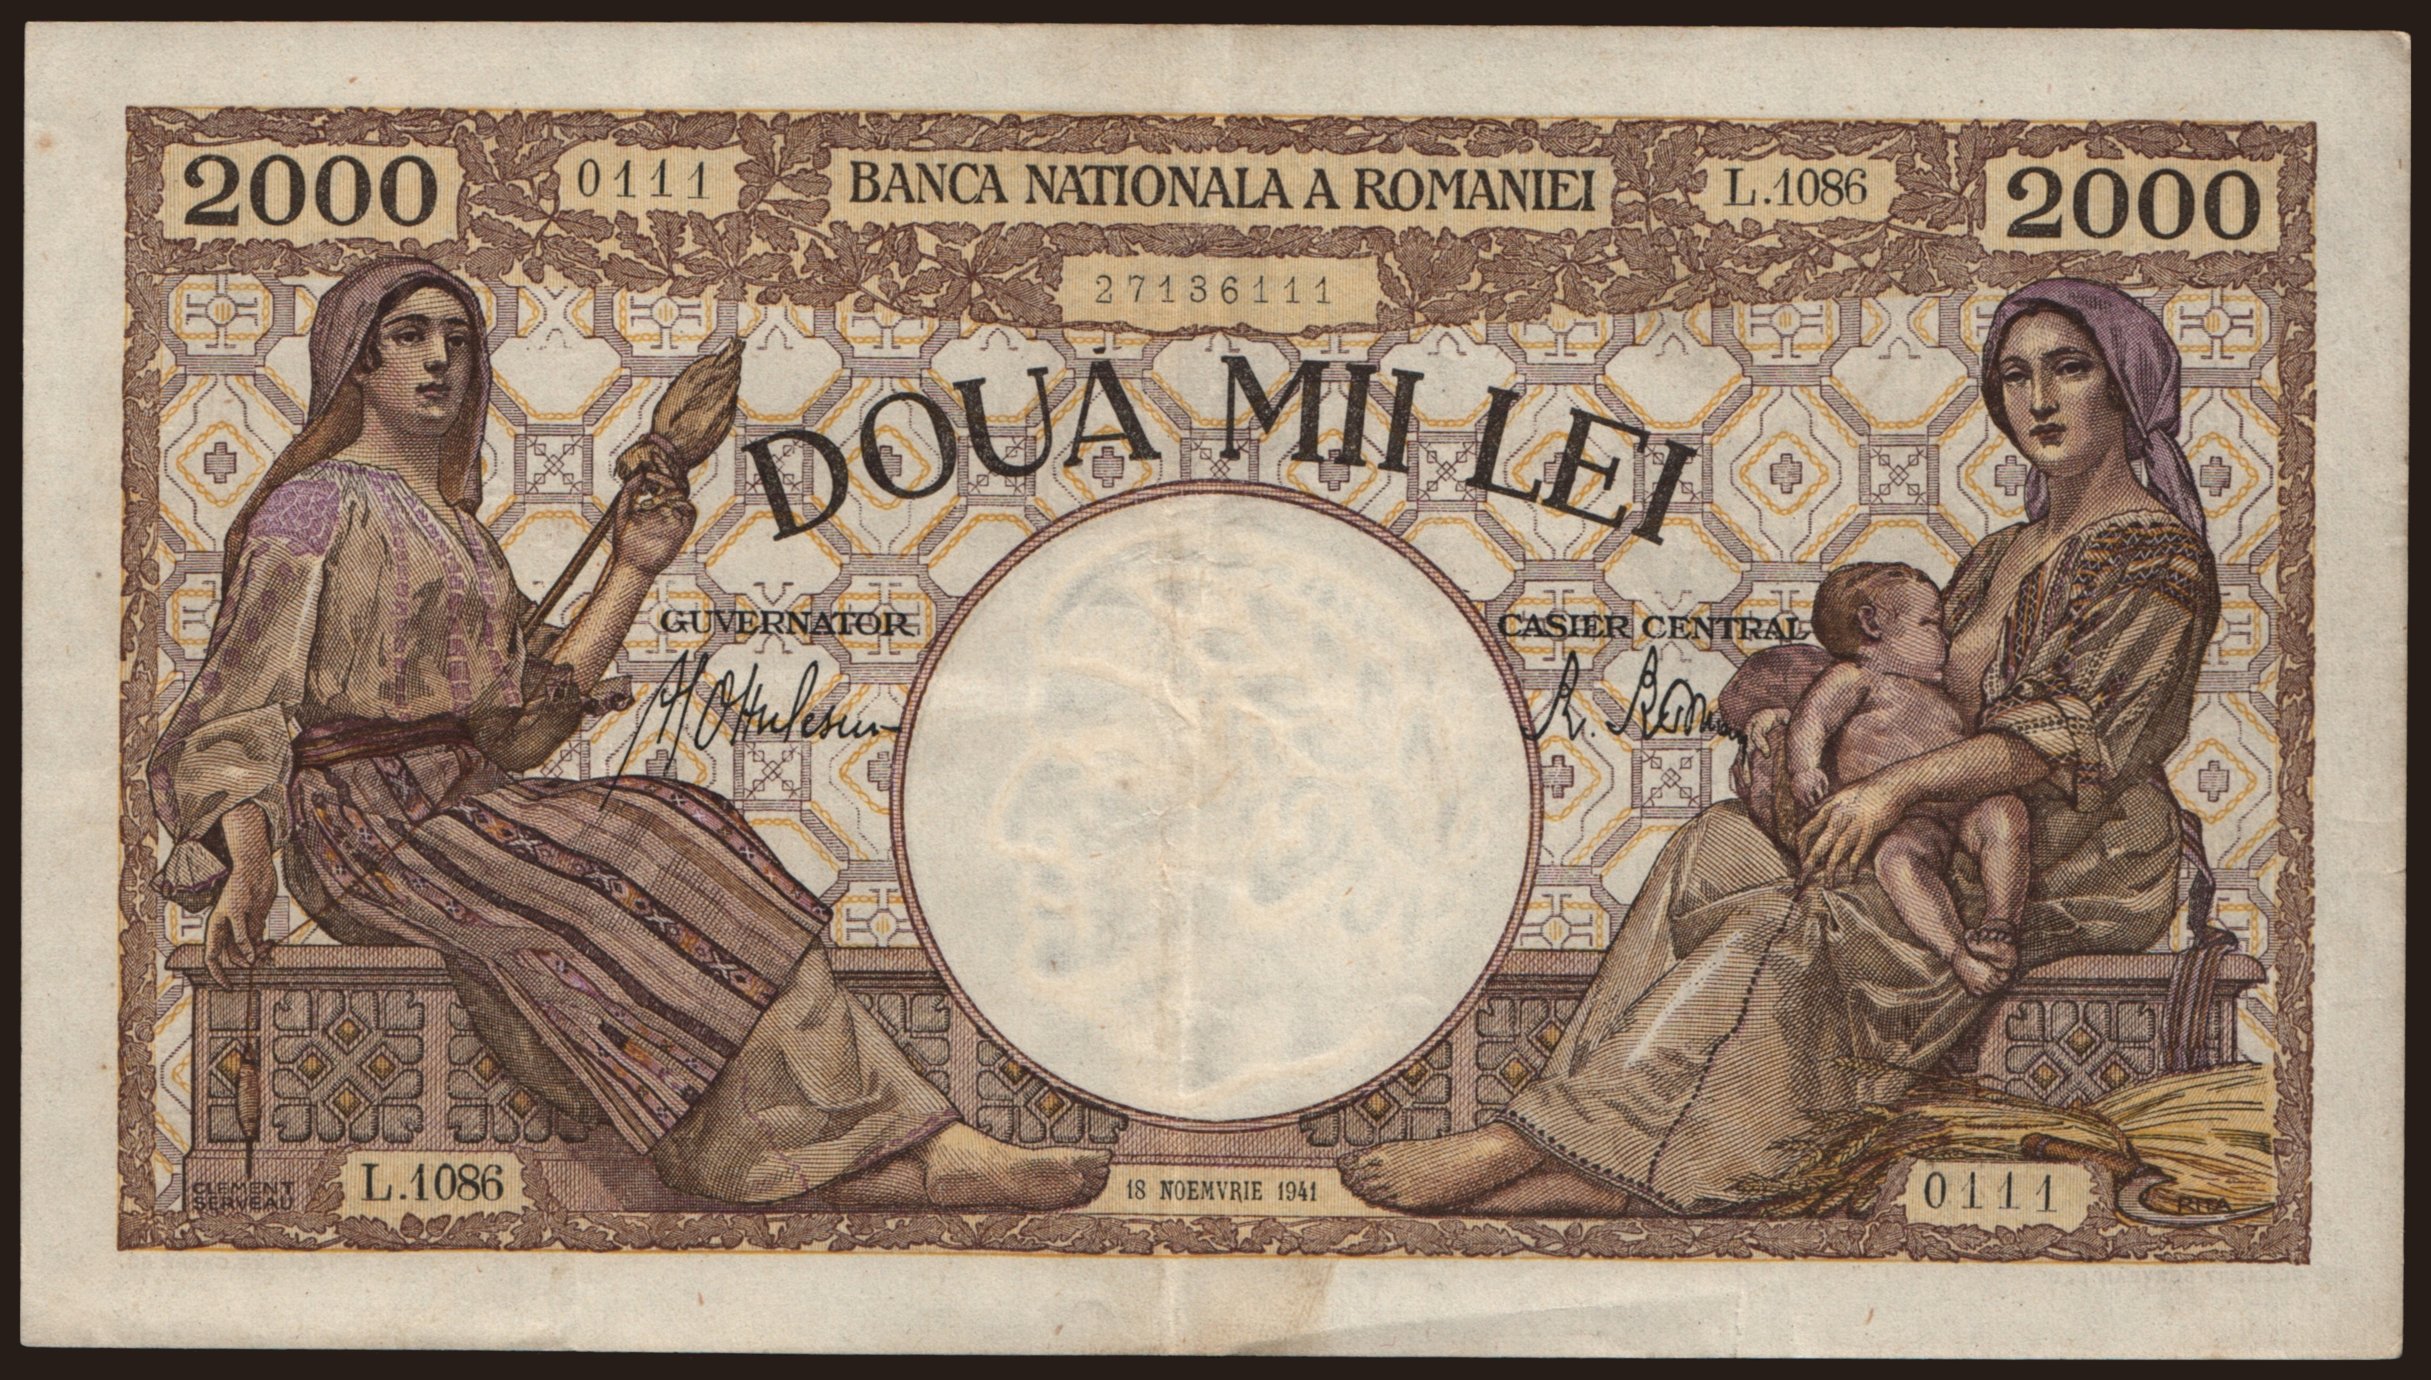 2000 0111 BANCA NATIONALA A ROMANIEI L.1086 2000
27136111
DOUĂ MII LEI
GUVERNATOR CASIER CENTRAL
CLEMENT
SERVEAU
L.1086 18 NOEMVRIE 1941 0111
RITA